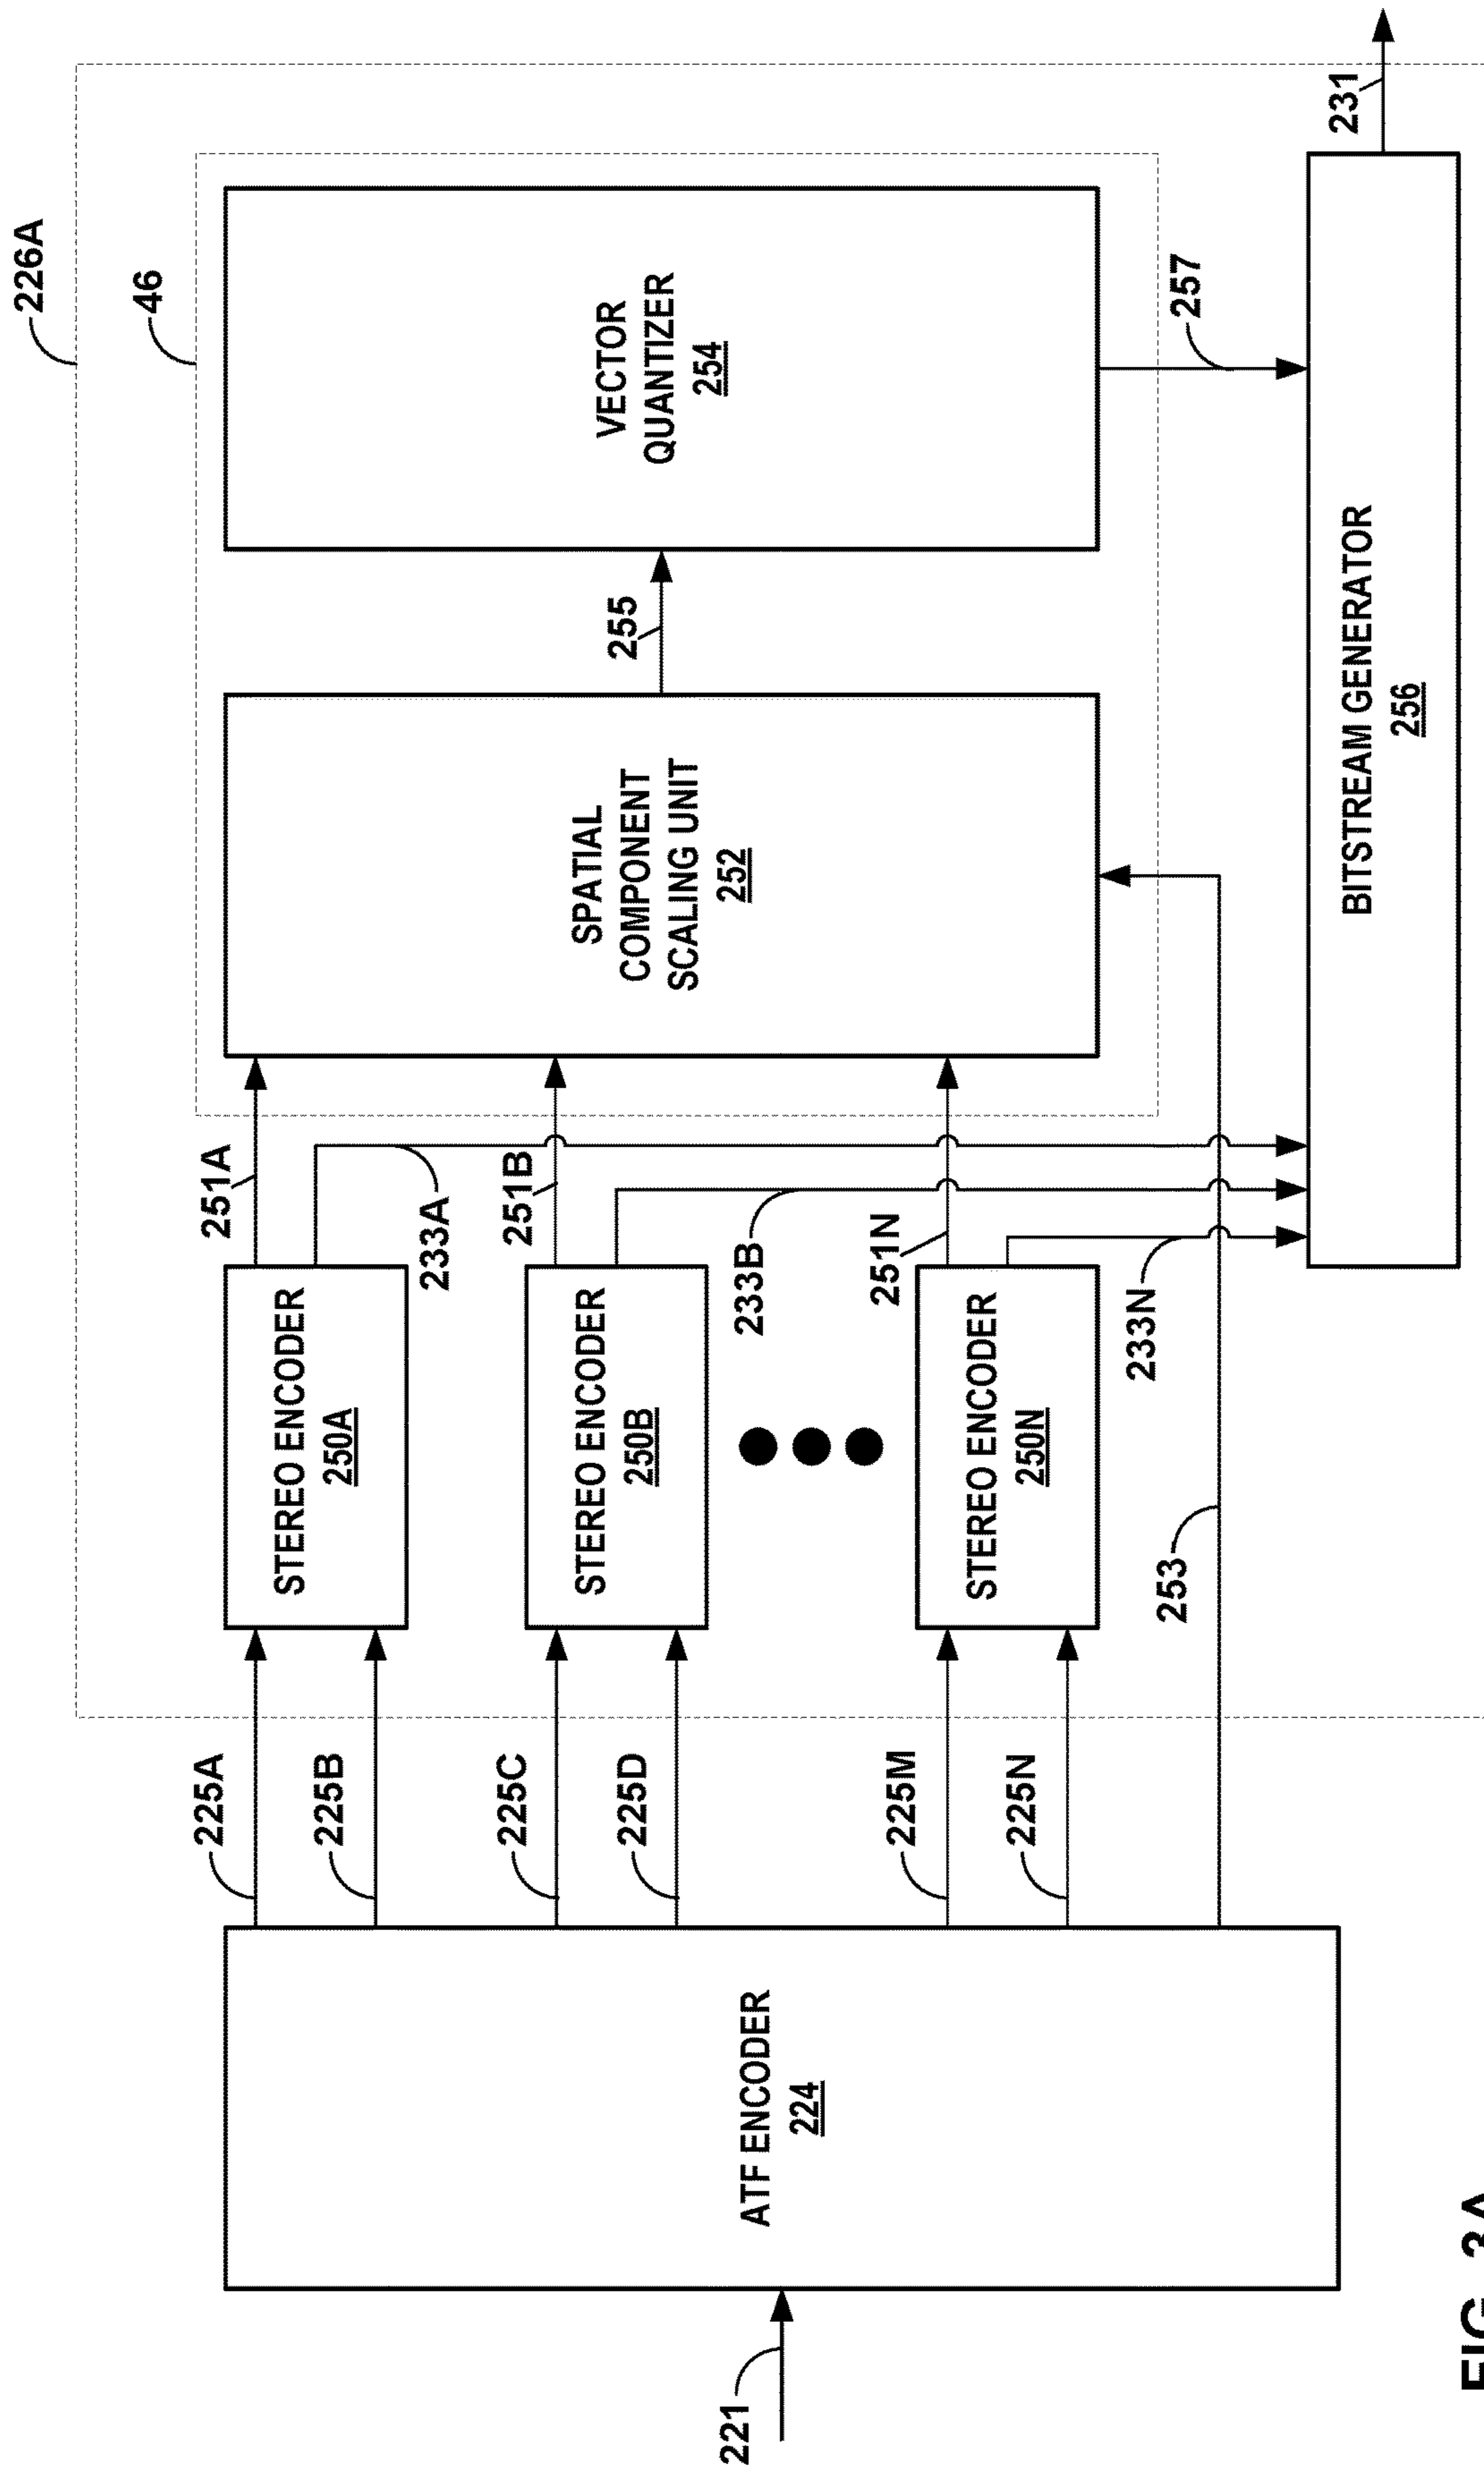 226A
46
251A
225A
STEREO ENCODER
250A
233A
225B
SPATIAL
COMPONENT
SCALING UNIT
252
255
VECTOR
QUANTIZER
254
251B
225C
STEREO ENCODER
250B
233B
225D
ATF ENCODER
224
221
251N
225M
STEREO ENCODER
250N
233N
225N
253
257
BITSTREAM GENERATOR
256
231
FIG. 3A